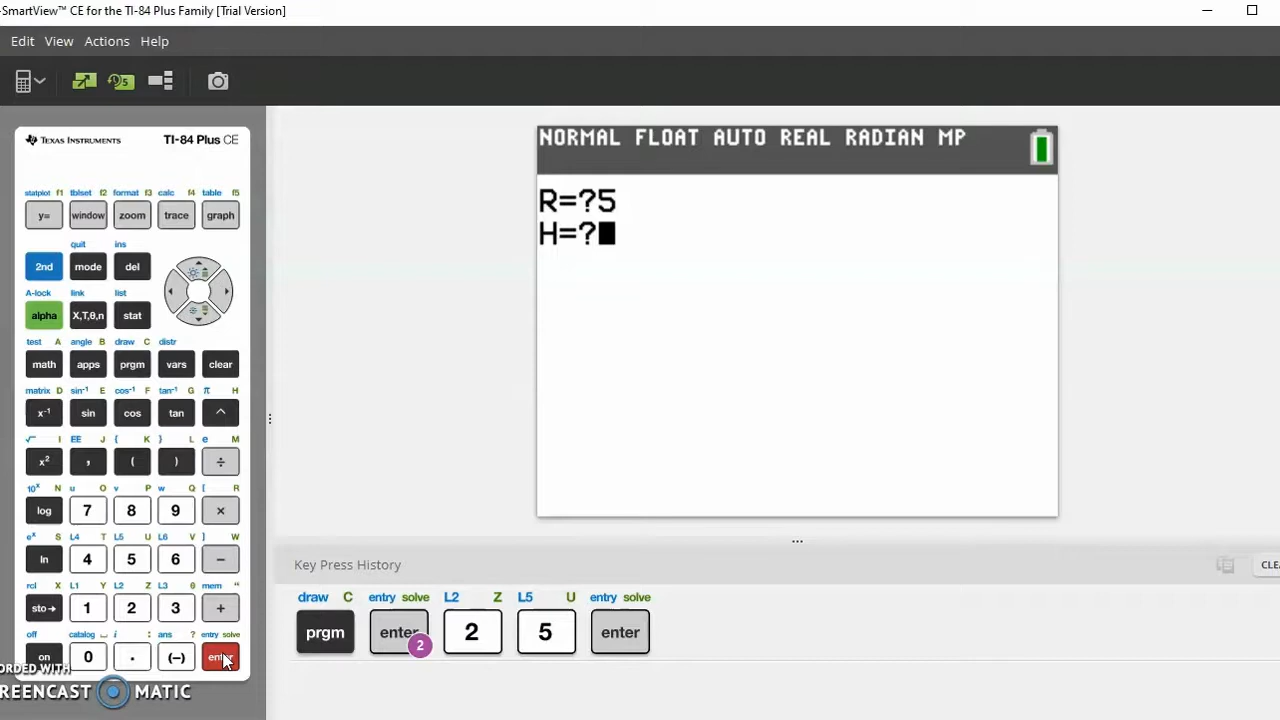 -SmartView™ CE for the TI-84 Plus Family [Trial Version]
Edit View Actions Help
TEXAS INSTRUMENTS TI-84 Plus CE
statplot f1 tblset f2 format f3 calc f4 table f5
y= window zoom trace graph
quit ins
2nd mode del
A-lock link list
alpha X,T,θ,n stat
test A angle B draw C distr
math apps prgm vars clear
matrix D sin⁻¹ E cos⁻¹ F tan⁻¹ G π H
x⁻¹ sin cos tan ^
√ I EE J { K } L e M
x² , ( ) ÷
10ˣ N u O v P w Q [ R
log 7 8 9 ×
eˣ S L4 T L5 U L6 V ] W
ln 4 5 6 −
rcl X L1 Y L2 Z L3 θ mem "
sto→ 1 2 3 +
off catalog i : ans ? entry solve
on 0 . (−) enter
ORDED WITH
REENCAST MATIC
NORMAL FLOAT AUTO REAL RADIAN MP
R=?5
H=?
Key Press History
CLEA
draw C entry solve L2 Z L5 U entry solve
prgm enter 2 2 5 enter